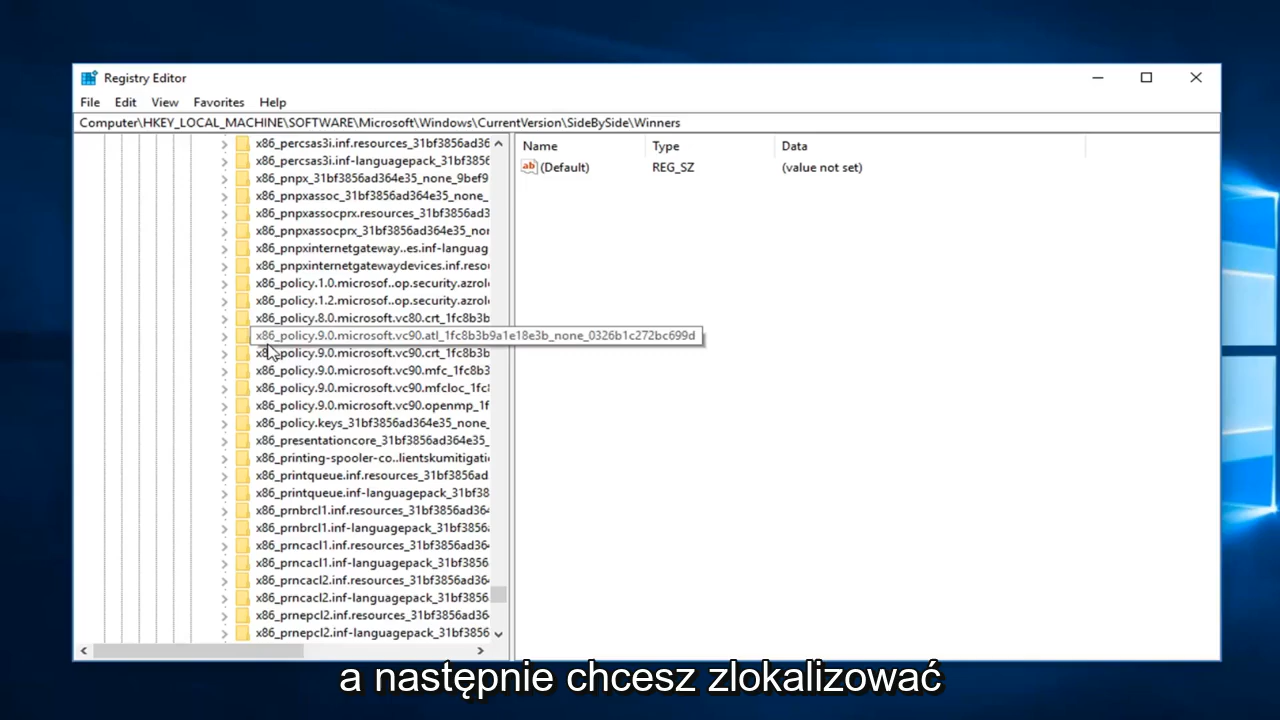 Registry Editor
File Edit View Favorites Help
Computer\HKEY_LOCAL_MACHINE\SOFTWARE\Microsoft\Windows\CurrentVersion\SideBySide\Winners
Name Type Data
(Default) REG_SZ (value not set)
x86_percsas3i.inf.resources_31bf3856ad36
x86_percsas3i.inf-languagepack_31bf3856
x86_pnpx_31bf3856ad364e35_none_9bef9
x86_pnpxassoc_31bf3856ad364e35_none_
x86_pnpxassocprx.resources_31bf3856ad3
x86_pnpxassocprx_31bf3856ad364e35_nor
x86_pnpxinternetgateway..es.inf-languag
x86_pnpxinternetgatewaydevices.inf.resou
x86_policy.1.0.microsof..op.security.azrole
x86_policy.1.2.microsof..op.security.azrole
x86_policy.8.0.microsoft.vc80.crt_1fc8b3b
x86_policy.9.0.microsoft.vc90.atl_1fc8b3b9a1e18e3b_none_0326b1c272bc699d
x86_policy.9.0.microsoft.vc90.crt_1fc8b3b
x86_policy.9.0.microsoft.vc90.mfc_1fc8b3
x86_policy.9.0.microsoft.vc90.mfcloc_1fc8
x86_policy.9.0.microsoft.vc90.openmp_1f
x86_policy.keys_31bf3856ad364e35_none_
x86_presentationcore_31bf3856ad364e35_
x86_printing-spooler-co..lientskumitigatio
x86_printqueue.inf.resources_31bf3856ad
x86_printqueue.inf-languagepack_31bf38
x86_prnbrcl1.inf.resources_31bf3856ad36
x86_prnbrcl1.inf-languagepack_31bf3856
x86_prncacl1.inf.resources_31bf3856ad36
x86_prncacl1.inf-languagepack_31bf3856
x86_prncacl2.inf.resources_31bf3856ad36
x86_prncacl2.inf-languagepack_31bf3856
x86_prnepcl2.inf.resources_31bf3856ad36
x86_prnepcl2.inf-languagepack_31bf3856
a następnie chcesz zlokalizować